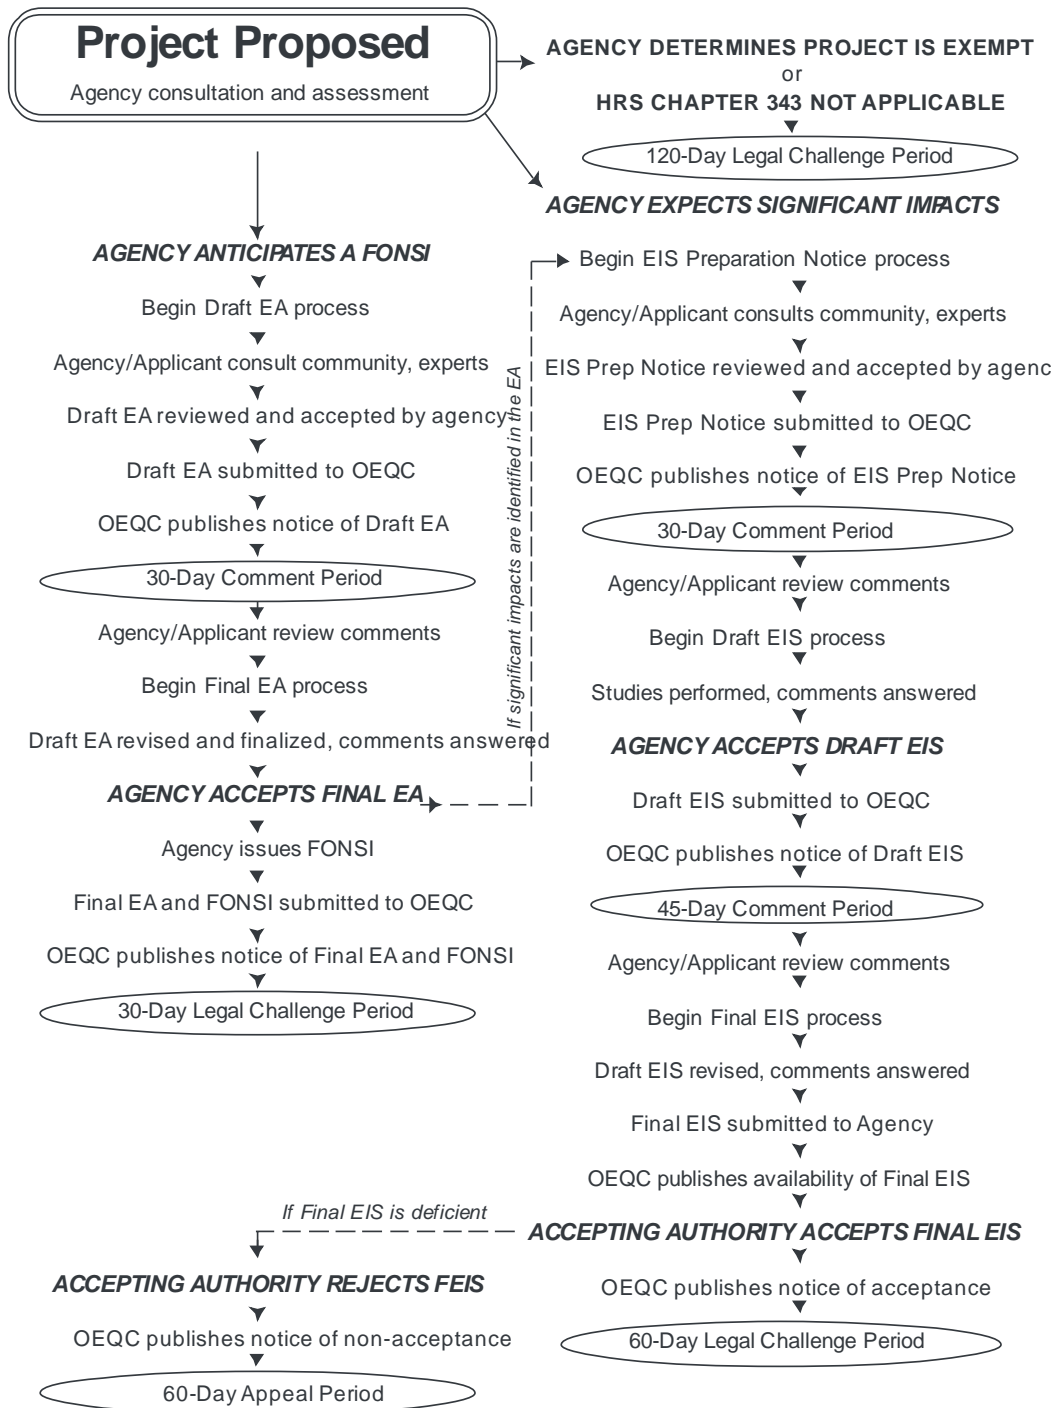 Project Proposed
Agency consultation and assessment
AGENCY DETERMINES PROJECT IS EXEMPT
or
HRS CHAPTER 343 NOT APPLICABLE
120-Day Legal Challenge Period
AGENCY ANTICIPATES A FONSI
Begin Draft EA process
Agency/Applicant consult community, experts
Draft EA reviewed and accepted by agency
Draft EA submitted to OEQC
OEQC publishes notice of Draft EA
30-Day Comment Period
Agency/Applicant review comments
Begin Final EA process
Draft EA revised and finalized, comments answered
AGENCY ACCEPTS FINAL EA
Agency issues FONSI
Final EA and FONSI submitted to OEQC
OEQC publishes notice of Final EA and FONSI
30-Day Legal Challenge Period
If significant impacts are identified in the EA
AGENCY EXPECTS SIGNIFICANT IMPACTS
Begin EIS Preparation Notice process
Agency/Applicant consults community, experts
EIS Prep Notice reviewed and accepted by agenc
EIS Prep Notice submitted to OEQC
OEQC publishes notice of EIS Prep Notice
30-Day Comment Period
Agency/Applicant review comments
Begin Draft EIS process
Studies performed, comments answered
AGENCY ACCEPTS DRAFT EIS
Draft EIS submitted to OEQC
OEQC publishes notice of Draft EIS
45-Day Comment Period
Agency/Applicant review comments
Begin Final EIS process
Draft EIS revised, comments answered
Final EIS submitted to Agency
OEQC publishes availability of Final EIS
ACCEPTING AUTHORITY ACCEPTS FINAL EIS
OEQC publishes notice of acceptance
60-Day Legal Challenge Period
If Final EIS is deficient
ACCEPTING AUTHORITY REJECTS FEIS
OEQC publishes notice of non-acceptance
60-Day Appeal Period